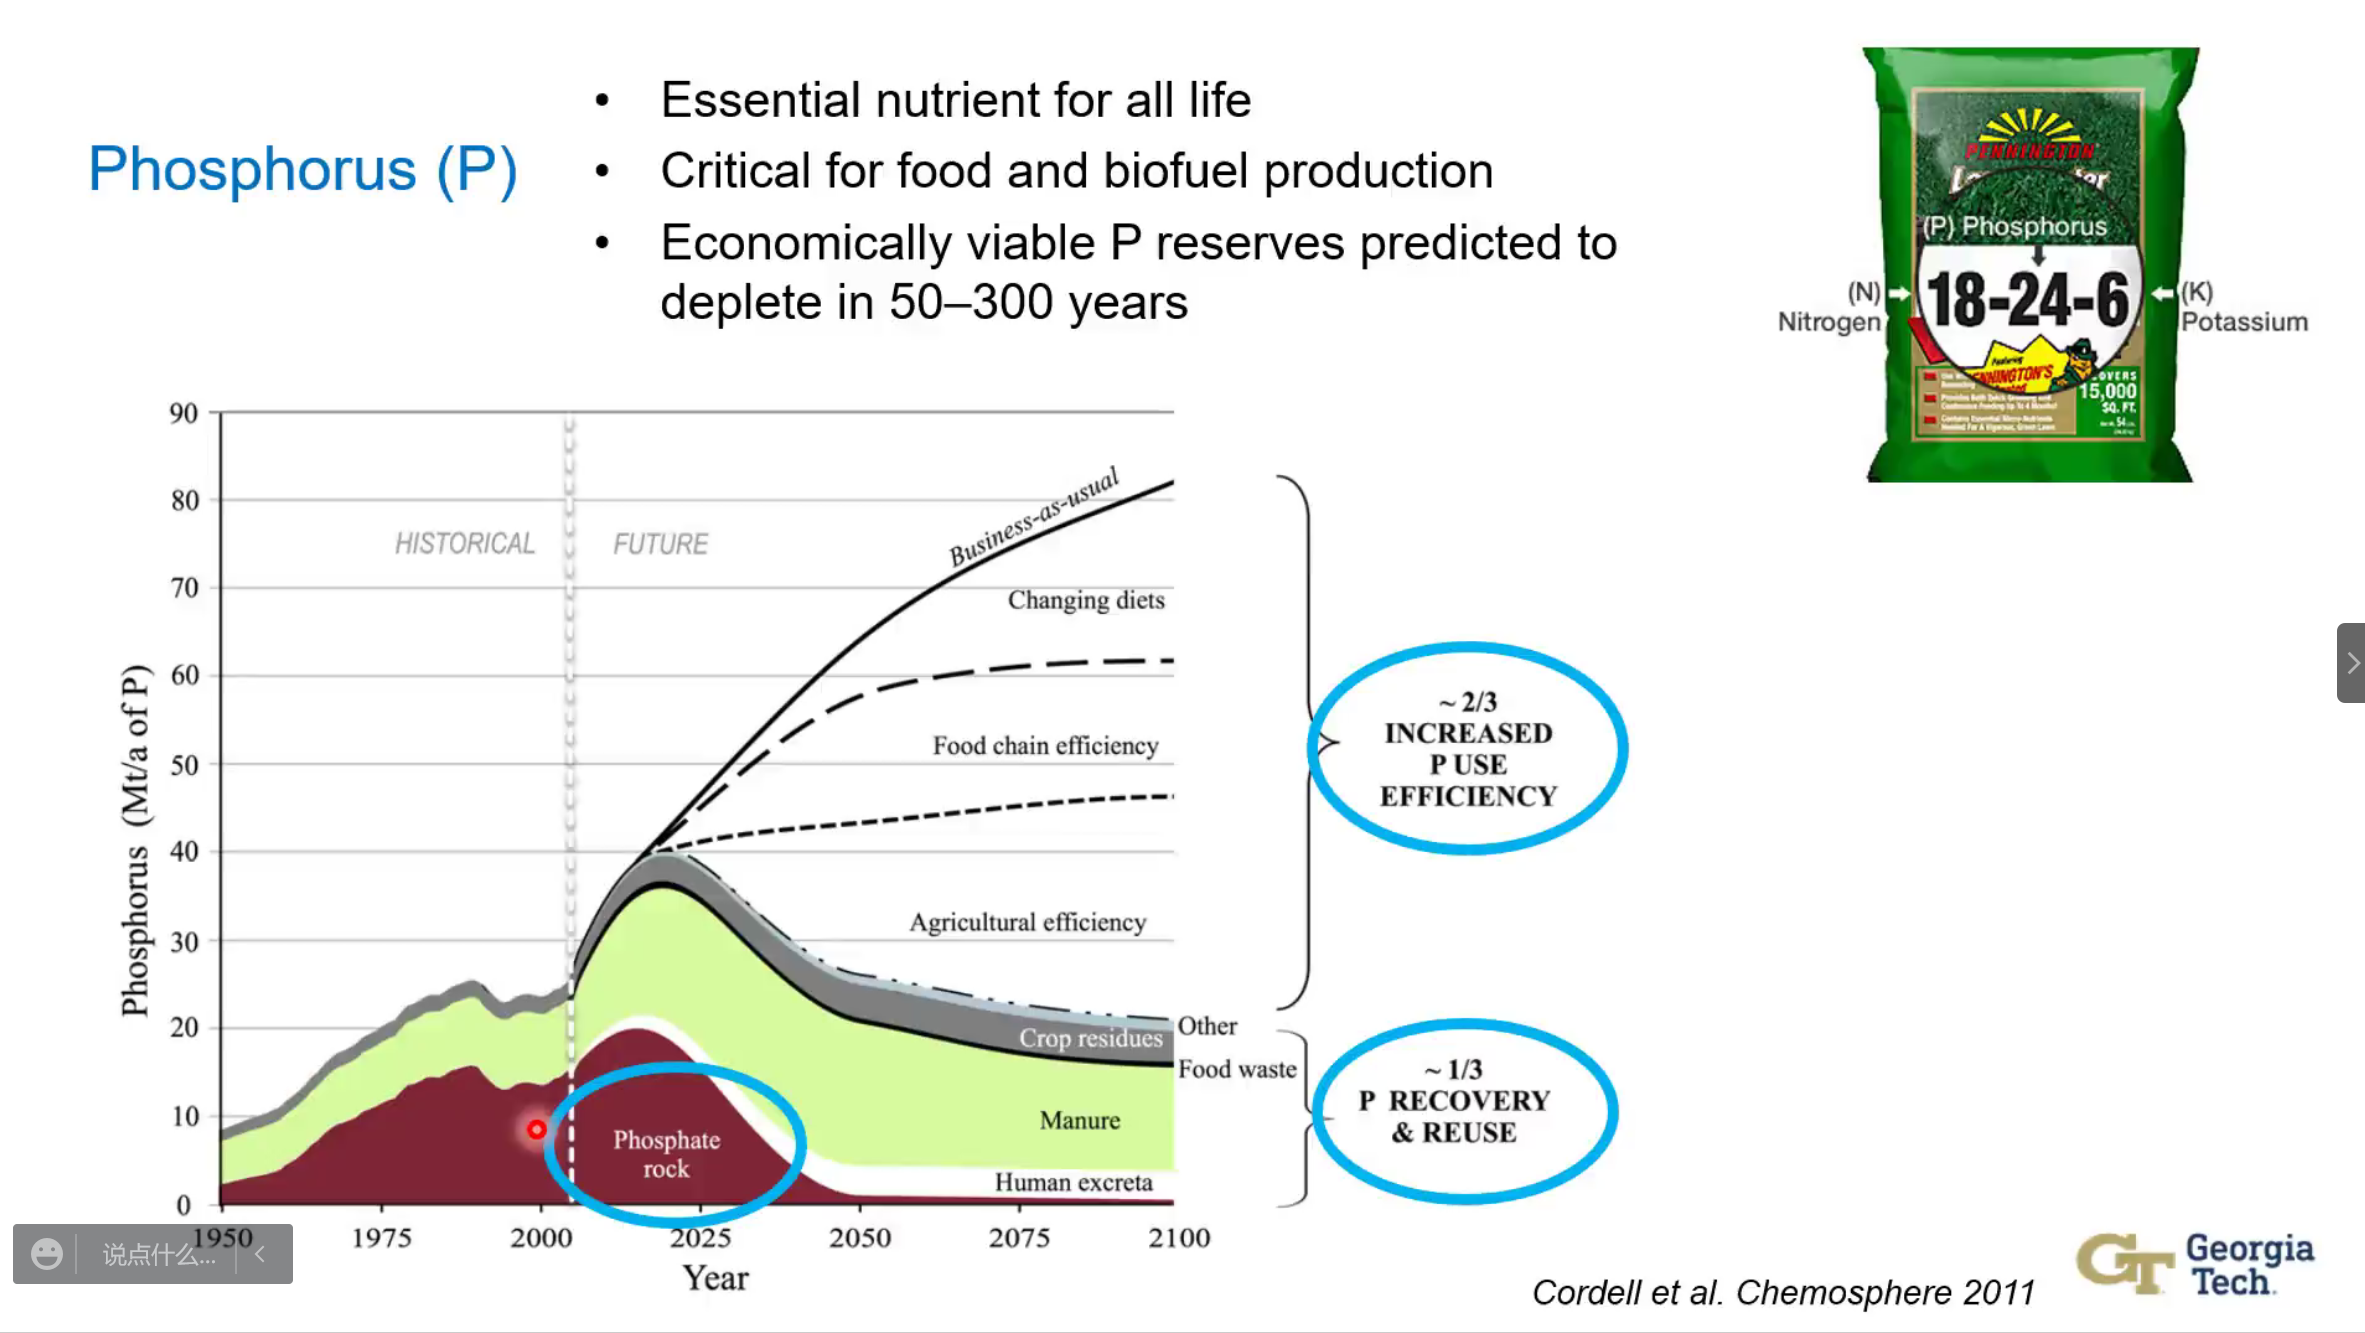 Phosphorus (P)
• Essential nutrient for all life
• Critical for food and biofuel production
• Economically viable P reserves predicted to
deplete in 50–300 years
PENNINGTON
(P) Phosphorus
18-24-6
(N)
Nitrogen
(K)
Potassium
Featuring
PENNINGTON'S
COVERS
15,000
SQ. FT.
90
80
70
60
50
40
30
20
10
0
Phosphorus (Mt/a of P)
HISTORICAL
FUTURE
Business-as-usual
Changing diets
Food chain efficiency
Agricultural efficiency
Other
Crop residues
Food waste
Manure
Phosphate
rock
Human excreta
1950
1975
2000
2025
2050
2075
2100
Year
~ 2/3
INCREASED
P USE
EFFICIENCY
~ 1/3
P RECOVERY
& REUSE
说点什么...
Cordell et al. Chemosphere 2011
GT
Georgia
Tech